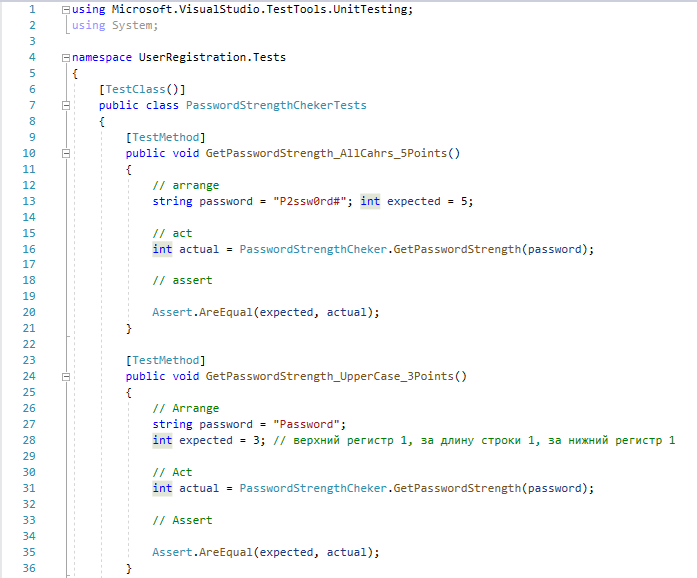 1 using Microsoft.VisualStudio.TestTools.UnitTesting;
2 using System;
3
4 namespace UserRegistration.Tests
5 {
6 [TestClass()]
7 public class PasswordStrengthChekerTests
8 {
9 [TestMethod]
10 public void GetPasswordStrength_AllCahrs_5Points()
11 {
12 // arrange
13 string password = "P2ssw0rd#"; int expected = 5;
14
15 // act
16 int actual = PasswordStrengthCheker.GetPasswordStrength(password);
17
18 // assert
19
20 Assert.AreEqual(expected, actual);
21 }
22
23 [TestMethod]
24 public void GetPasswordStrength_UpperCase_3Points()
25 {
26 // Arrange
27 string password = "Password";
28 int expected = 3; // верхний регистр 1, за длину строки 1, за нижний регистр 1
29
30 // Act
31 int actual = PasswordStrengthCheker.GetPasswordStrength(password);
32
33 // Assert
34
35 Assert.AreEqual(expected, actual);
36 }